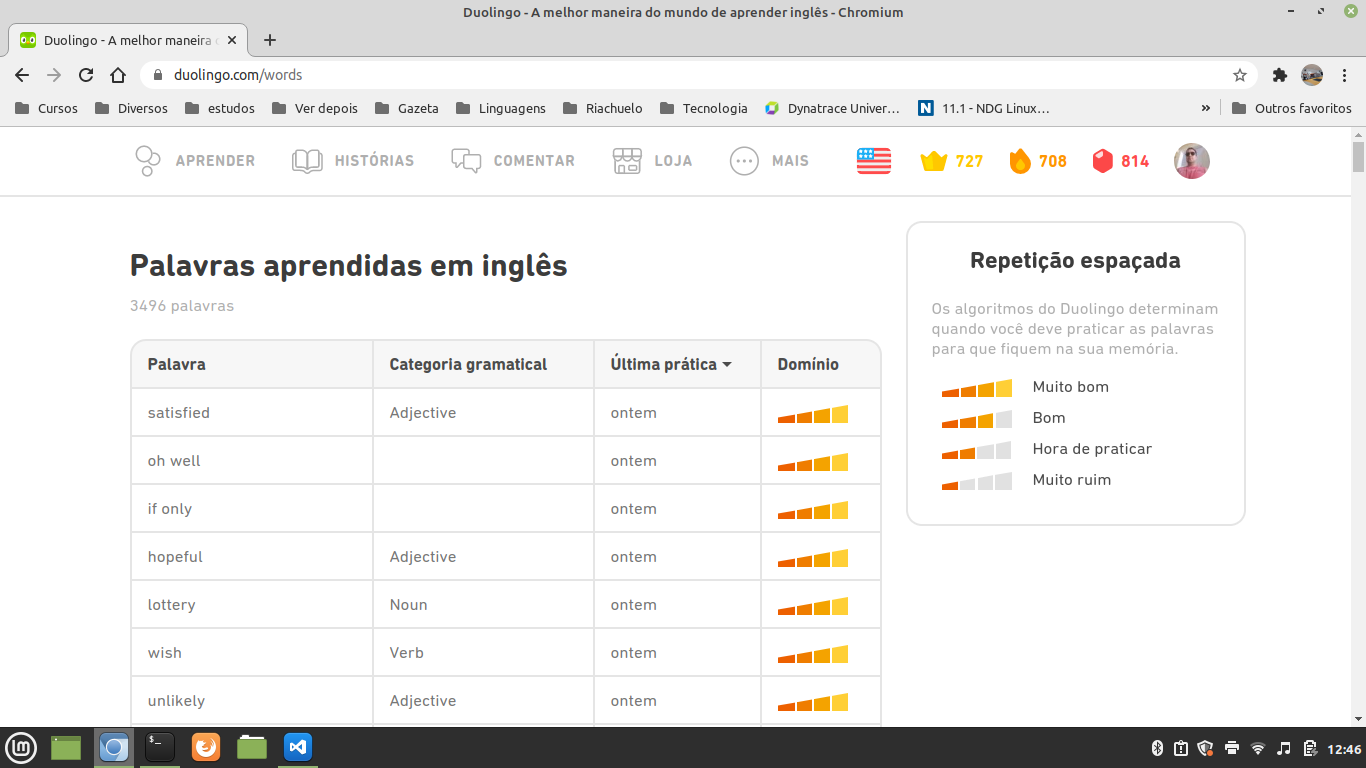 Duolingo - A melhor maneira do mundo de aprender inglês - Chromium
Duolingo - A melhor maneira
duolingo.com/words
Cursos Diversos estudos Ver depois Gazeta Linguagens Riachuelo Tecnologia Dynatrace Univer… 11.1 - NDG Linux… » Outros favoritos
APRENDER HISTÓRIAS COMENTAR LOJA MAIS 727 708 814
Palavras aprendidas em inglês
3496 palavras
Palavra Categoria gramatical Última prática Domínio
satisfied Adjective ontem
oh well ontem
if only ontem
hopeful Adjective ontem
lottery Noun ontem
wish Verb ontem
unlikely Adjective ontem
Repetição espaçada
Os algoritmos do Duolingo determinam
quando você deve praticar as palavras
para que fiquem na sua memória.
Muito bom
Bom
Hora de praticar
Muito ruim
12:46